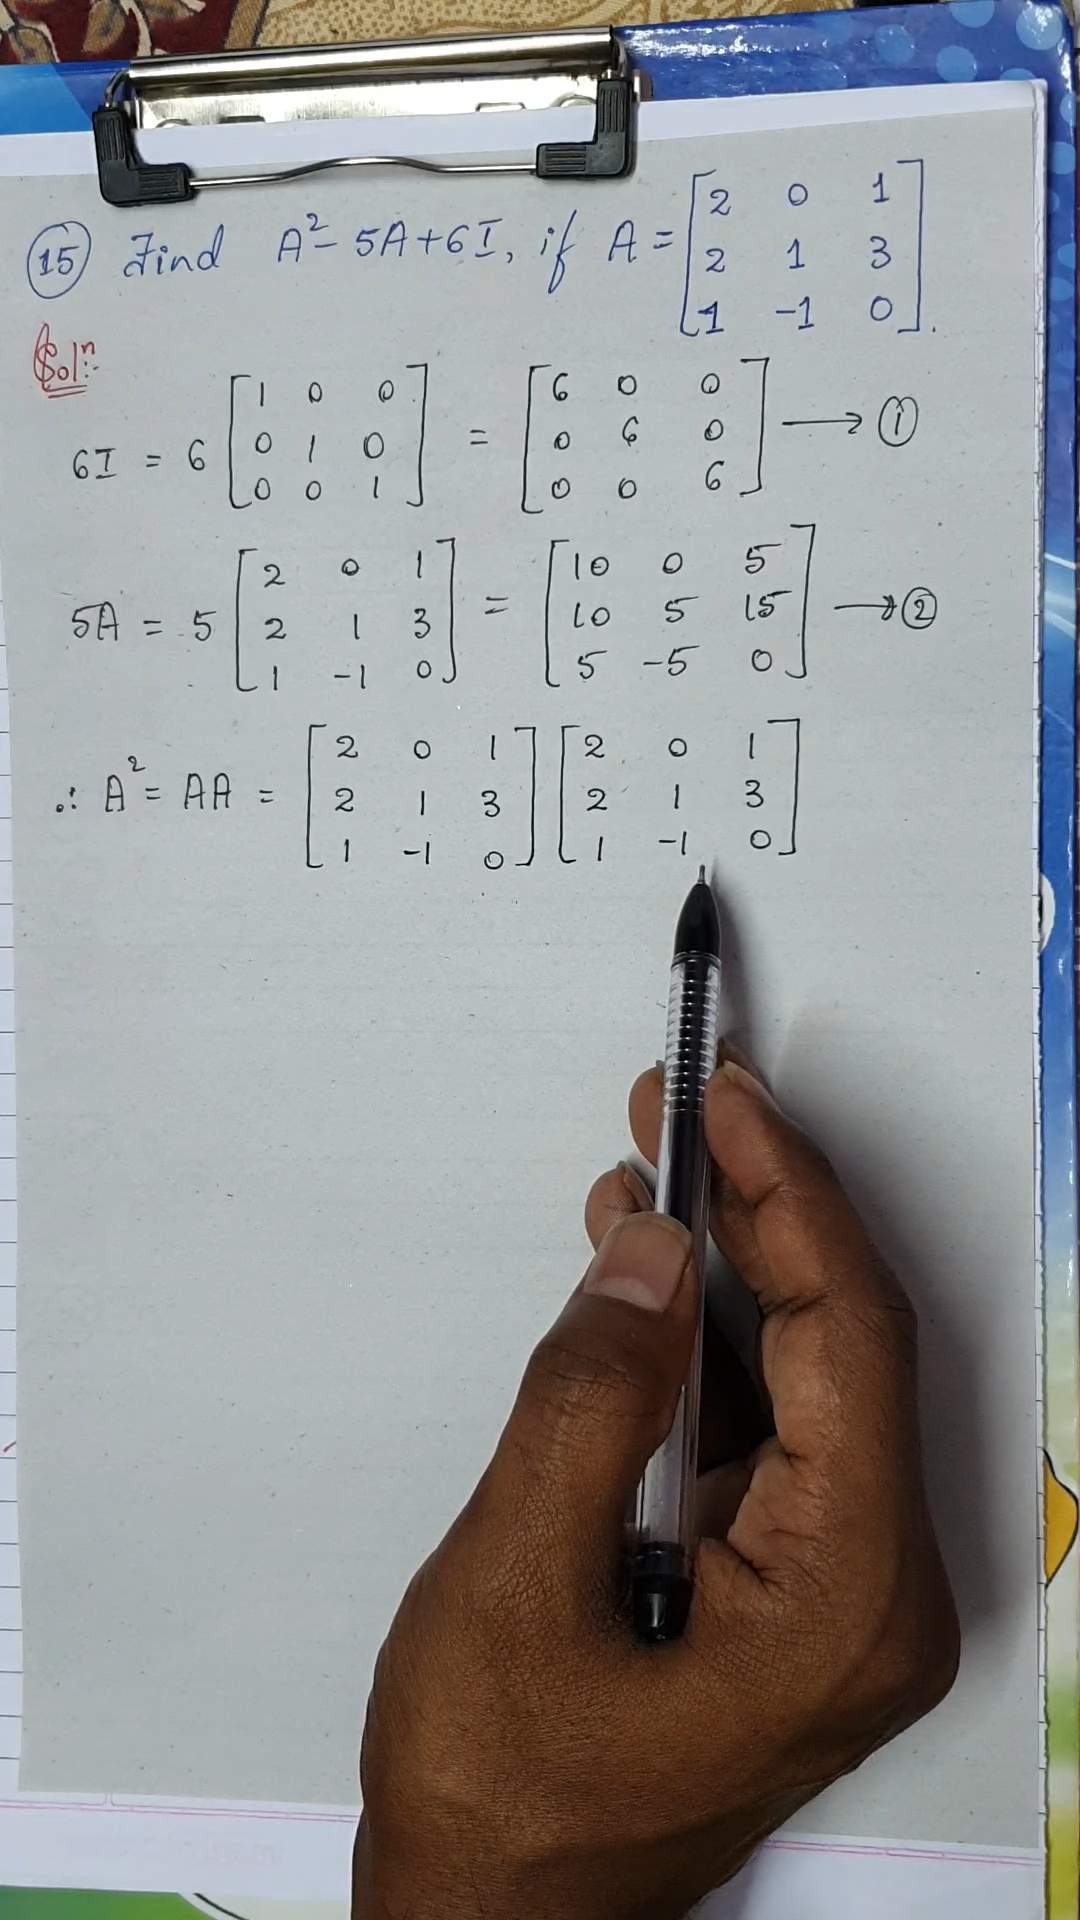 15 Find A² - 5A + 6I, if A = [2 0 1
2 1 3
1 -1 0].
Solⁿ:-
6I = 6 [1 0 0
0 1 0
0 0 1] = [6 0 0
0 6 0
0 0 6] ⟶ ①
5A = 5 [2 0 1
2 1 3
1 -1 0] = [10 0 5
10 5 15
5 -5 0] ⟶ ②
∴ A² = AA = [2 0 1
2 1 3
1 -1 0] [2 0 1
2 1 3
1 -1 0]